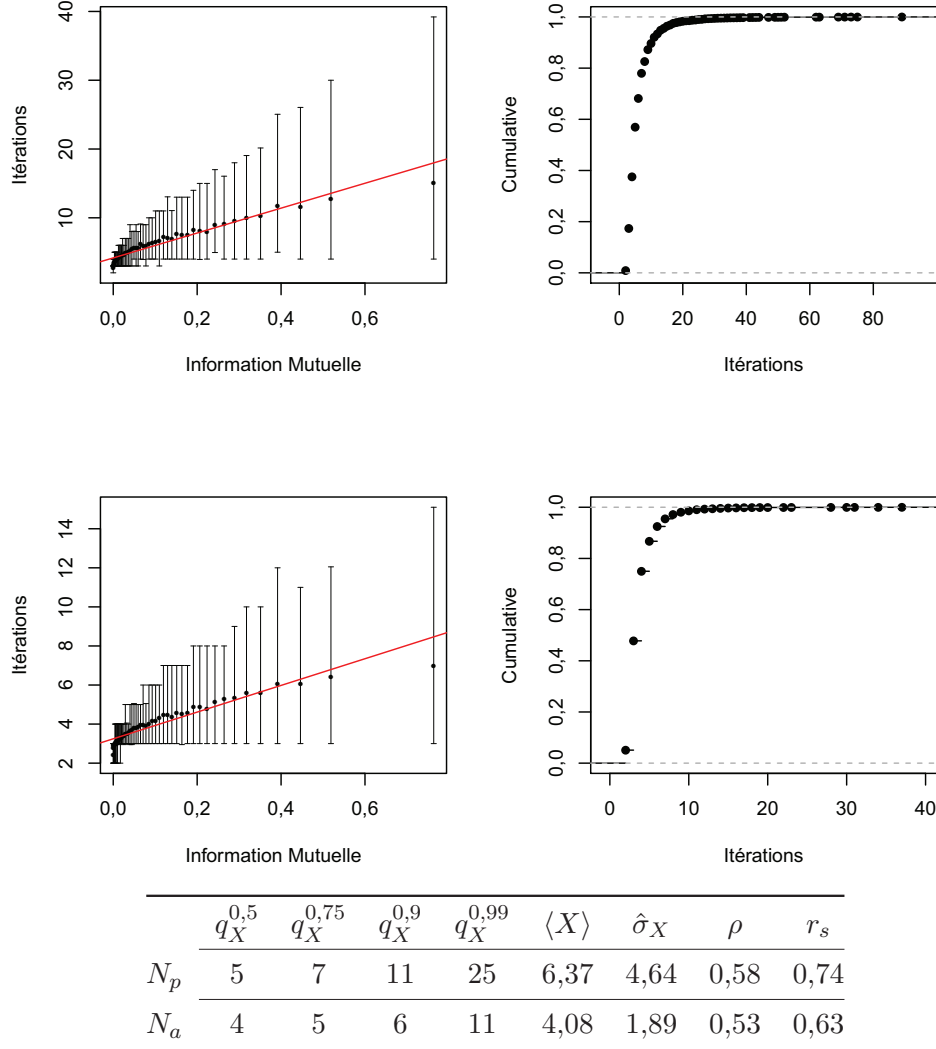 Itérations
40
30
20
10
0,0 0,2 0,4 0,6
Information Mutuelle
Cumulative
1,0
0,8
0,6
0,4
0,2
0,0
0 20 40 60 80
Itérations
Itérations
14
12
10
8
6
4
2
0,0 0,2 0,4 0,6
Information Mutuelle
Cumulative
1,0
0,8
0,6
0,4
0,2
0,0
0 10 20 30 40
Itérations
q_X^{0,5} q_X^{0,75} q_X^{0,9} q_X^{0,99} ⟨X⟩ σ̂_X ρ r_s
N_p 5 7 11 25 6,37 4,64 0,58 0,74
N_a 4 5 6 11 4,08 1,89 0,53 0,63